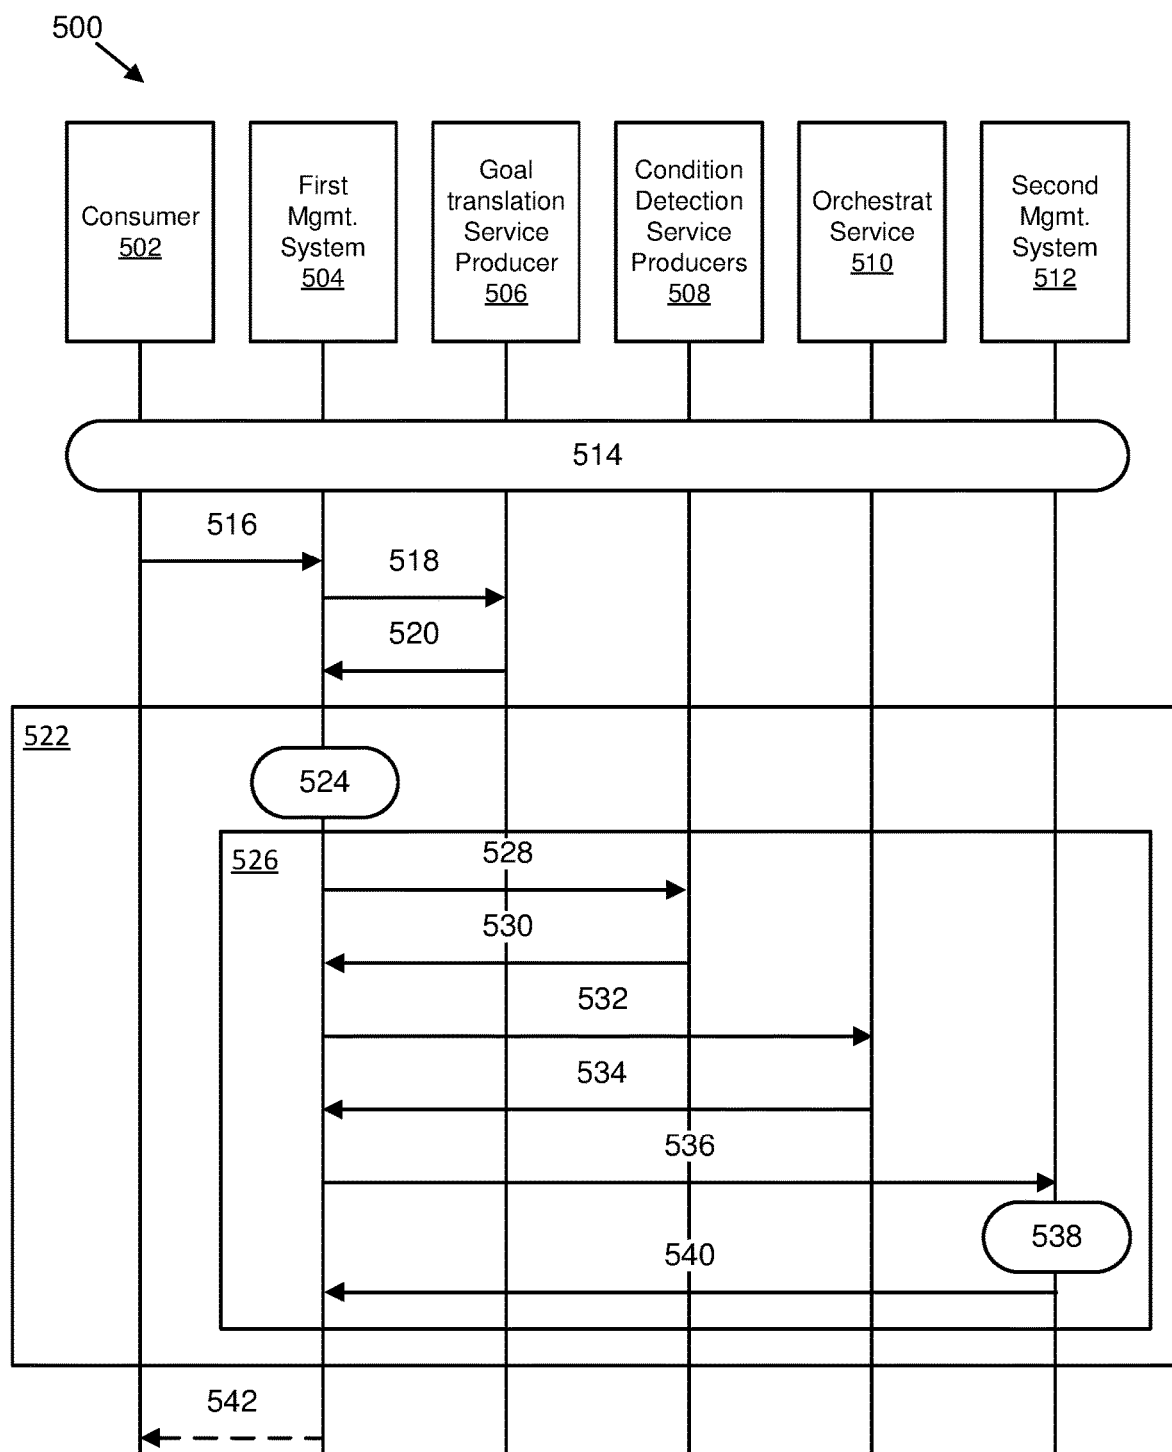 500
Consumer
502
First
Mgmt.
System
504
Goal
translation
Service
Producer
506
Condition
Detection
Service
Producers
508
Orchestrat
Service
510
Second
Mgmt.
System
512
514
516
518
520
522
524
526
528
530
532
534
536
538
540
542